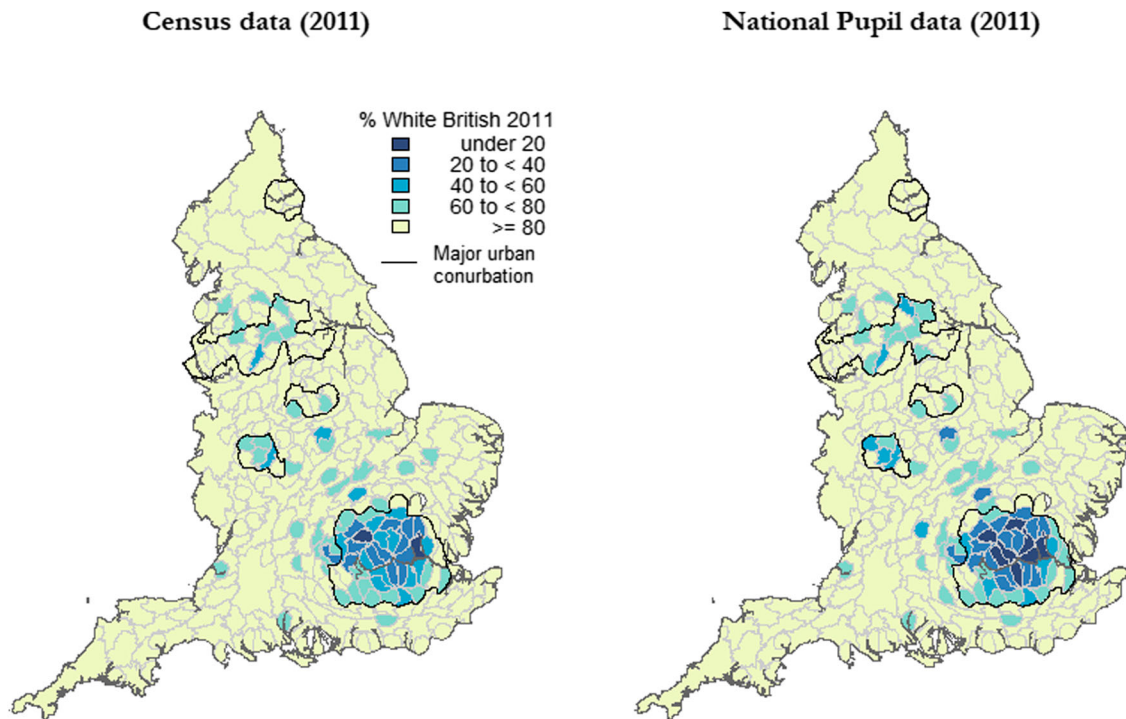 Census data (2011)
National Pupil data (2011)
% White British 2011
under 20
20 to < 40
40 to < 60
60 to < 80
>= 80
Major urban
conurbation